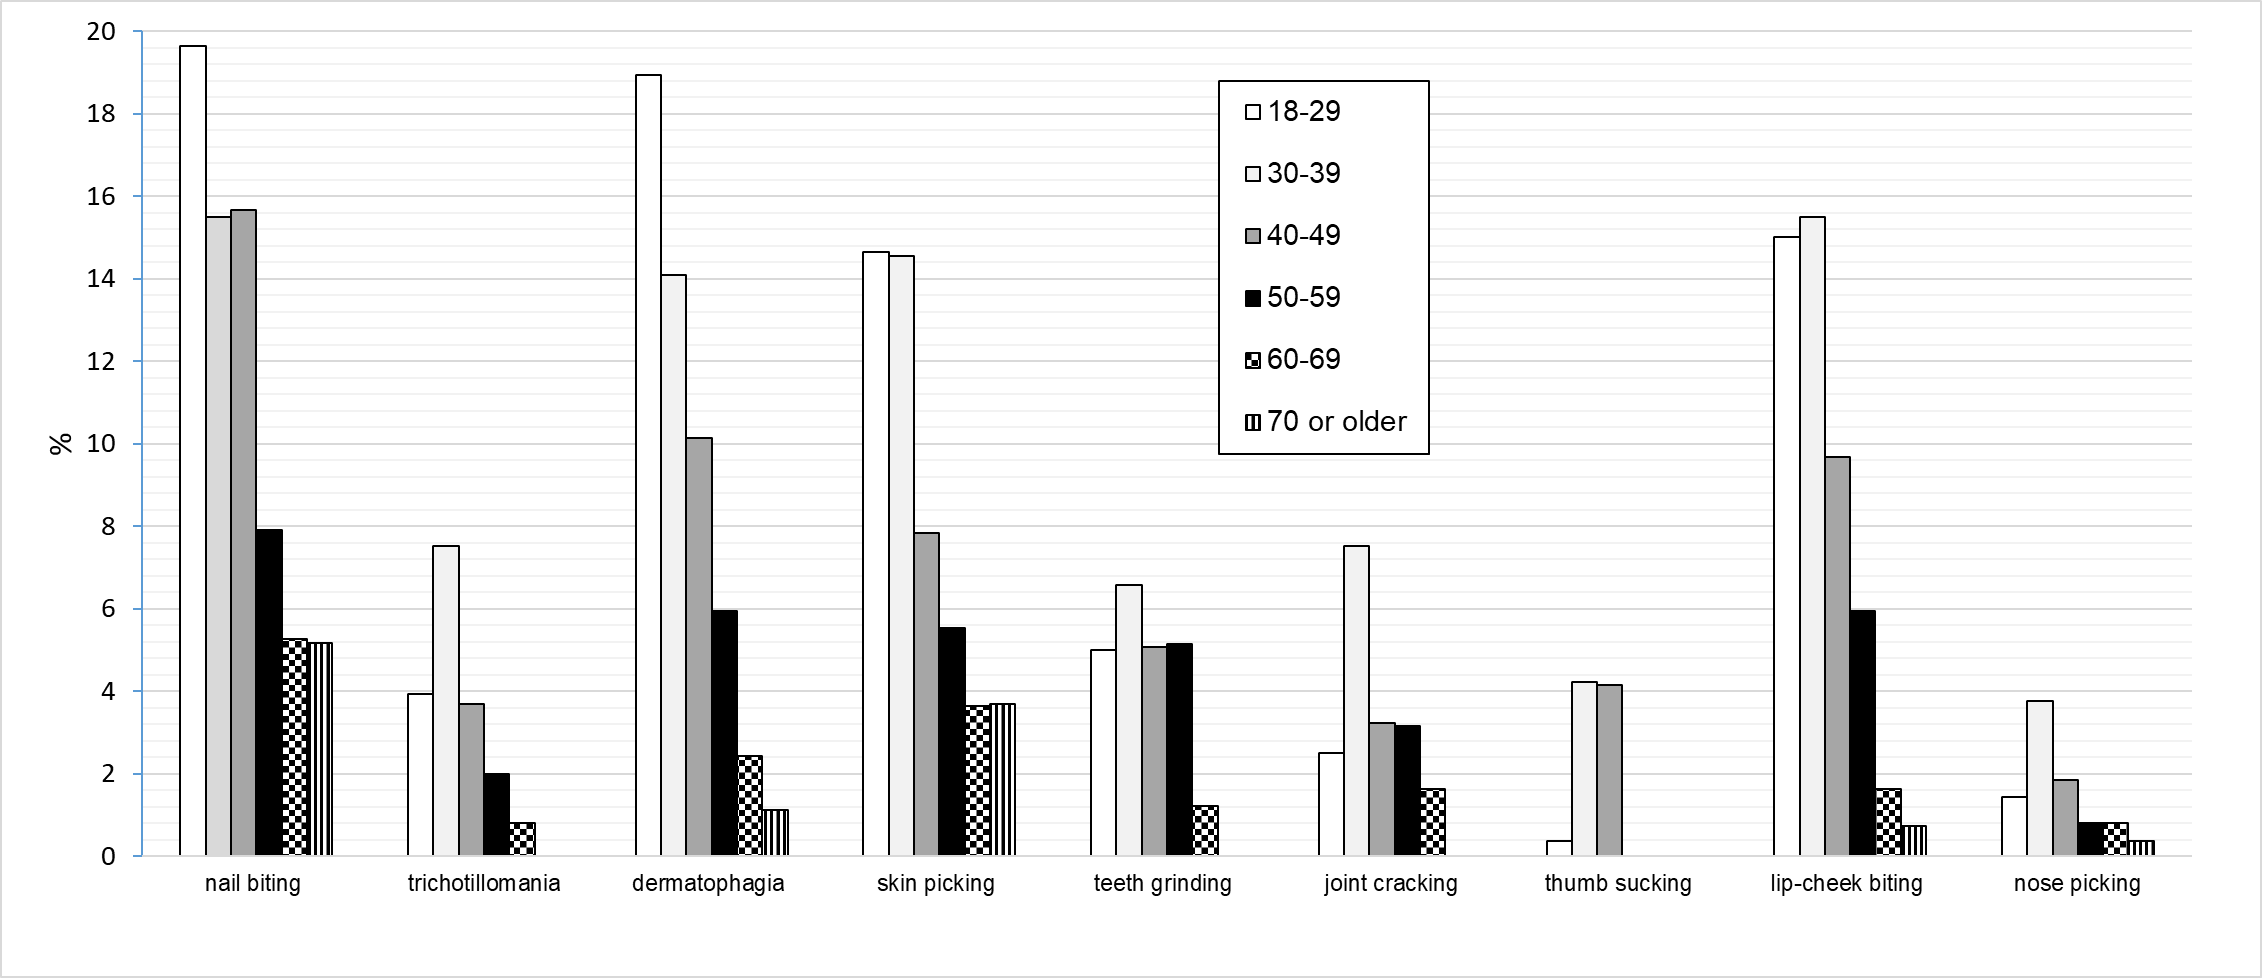 20
18
16
14
12
10
8
6
4
2
0
%
18-29
30-39
40-49
50-59
60-69
70 or older
nail biting
trichotillomania
dermatophagia
skin picking
teeth grinding
joint cracking
thumb sucking
lip-cheek biting
nose picking